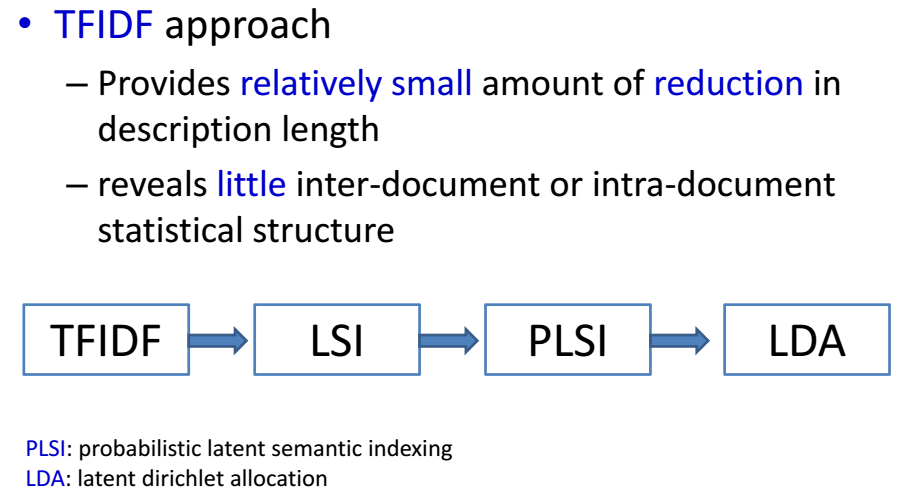 • TFIDF approach
– Provides relatively small amount of reduction in
description length
– reveals little inter-document or intra-document
statistical structure
TFIDF LSI PLSI LDA
PLSI: probabilistic latent semantic indexing
LDA: latent dirichlet allocation